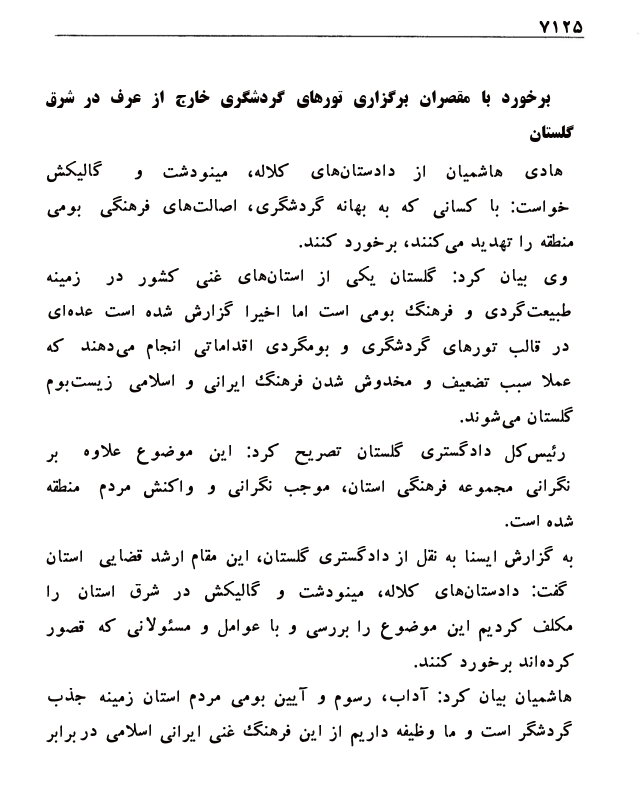 ۷۱۲۵
برخورد با مقصران برگزاری تورهای گردشگری خارج از عرف در شرق
گلستان
هادی هاشمیان از دادستان‌های کلاله، مینودشت و گالیکش
خواست: با کسانی که به بهانه گردشگری، اصالت‌های فرهنگی بومی
منطقه را تهدید می‌کنند، برخورد کنند.
وی بیان کرد: گلستان یکی از استان‌های غنی کشور در زمینه
طبیعت‌گردی و فرهنگ بومی است اما اخیرا گزارش شده است عده‌ای
در قالب تورهای گردشگری و بومگردی اقداماتی انجام می‌دهند که
عملا سبب تضعیف و مخدوش شدن فرهنگ ایرانی و اسلامی زیست‌بوم
گلستان می‌شوند.
رئیس‌کل دادگستری گلستان تصریح کرد: این موضوع علاوه بر
نگرانی مجموعه فرهنگی استان، موجب نگرانی و واکنش مردم منطقه
شده است.
به گزارش ایسنا به نقل از دادگستری گلستان، این مقام ارشد قضایی استان
گفت: دادستان‌های کلاله، مینودشت و گالیکش در شرق استان را
مکلف کردیم این موضوع را بررسی و با عوامل و مسئولانی که قصور
کرده‌اند برخورد کنند.
هاشمیان بیان کرد: آداب، رسوم و آیین بومی مردم استان زمینه جذب
گردشگر است و ما وظیفه داریم از این فرهنگ غنی ایرانی اسلامی در برابر